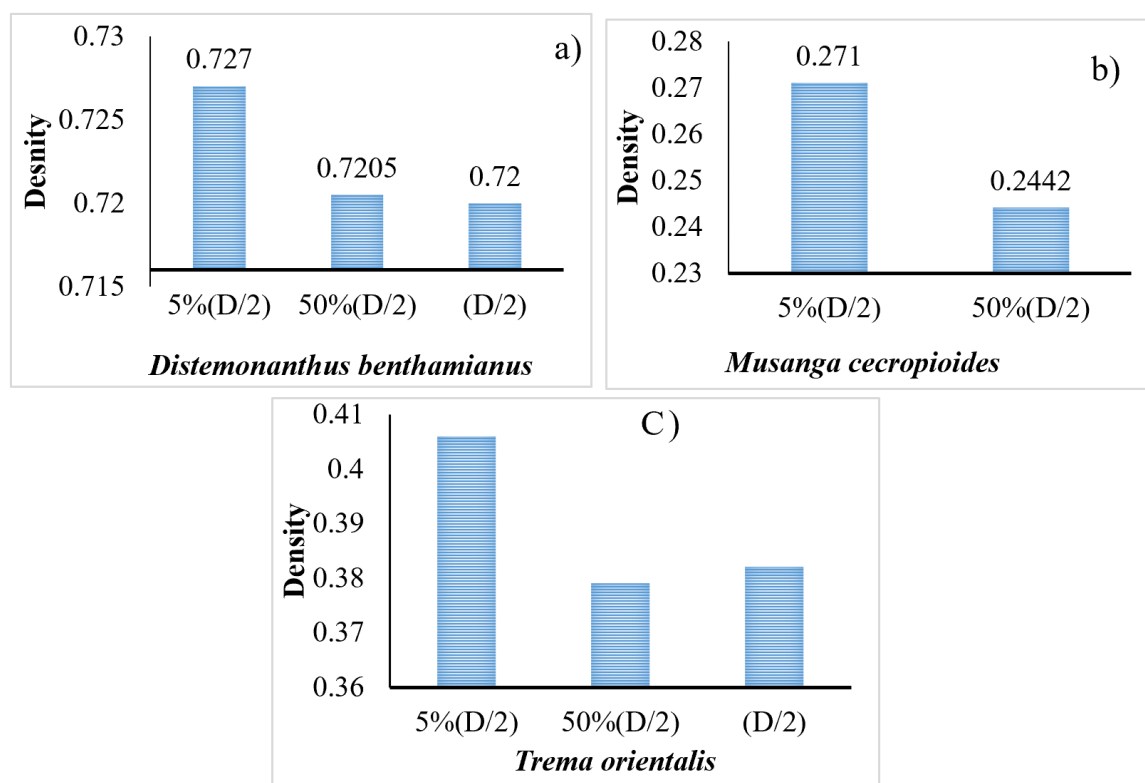 a)
Desnity
0.73
0.725
0.72
0.715
0.727
0.7205
0.72
5%(D/2) 50%(D/2) (D/2)
Distemonanthus benthamianus
b)
Density
0.28
0.27
0.26
0.25
0.24
0.23
0.271
0.2442
5%(D/2) 50%(D/2)
Musanga cecropioides
C)
Density
0.41
0.4
0.39
0.38
0.37
0.36
5%(D/2) 50%(D/2) (D/2)
Trema orientalis